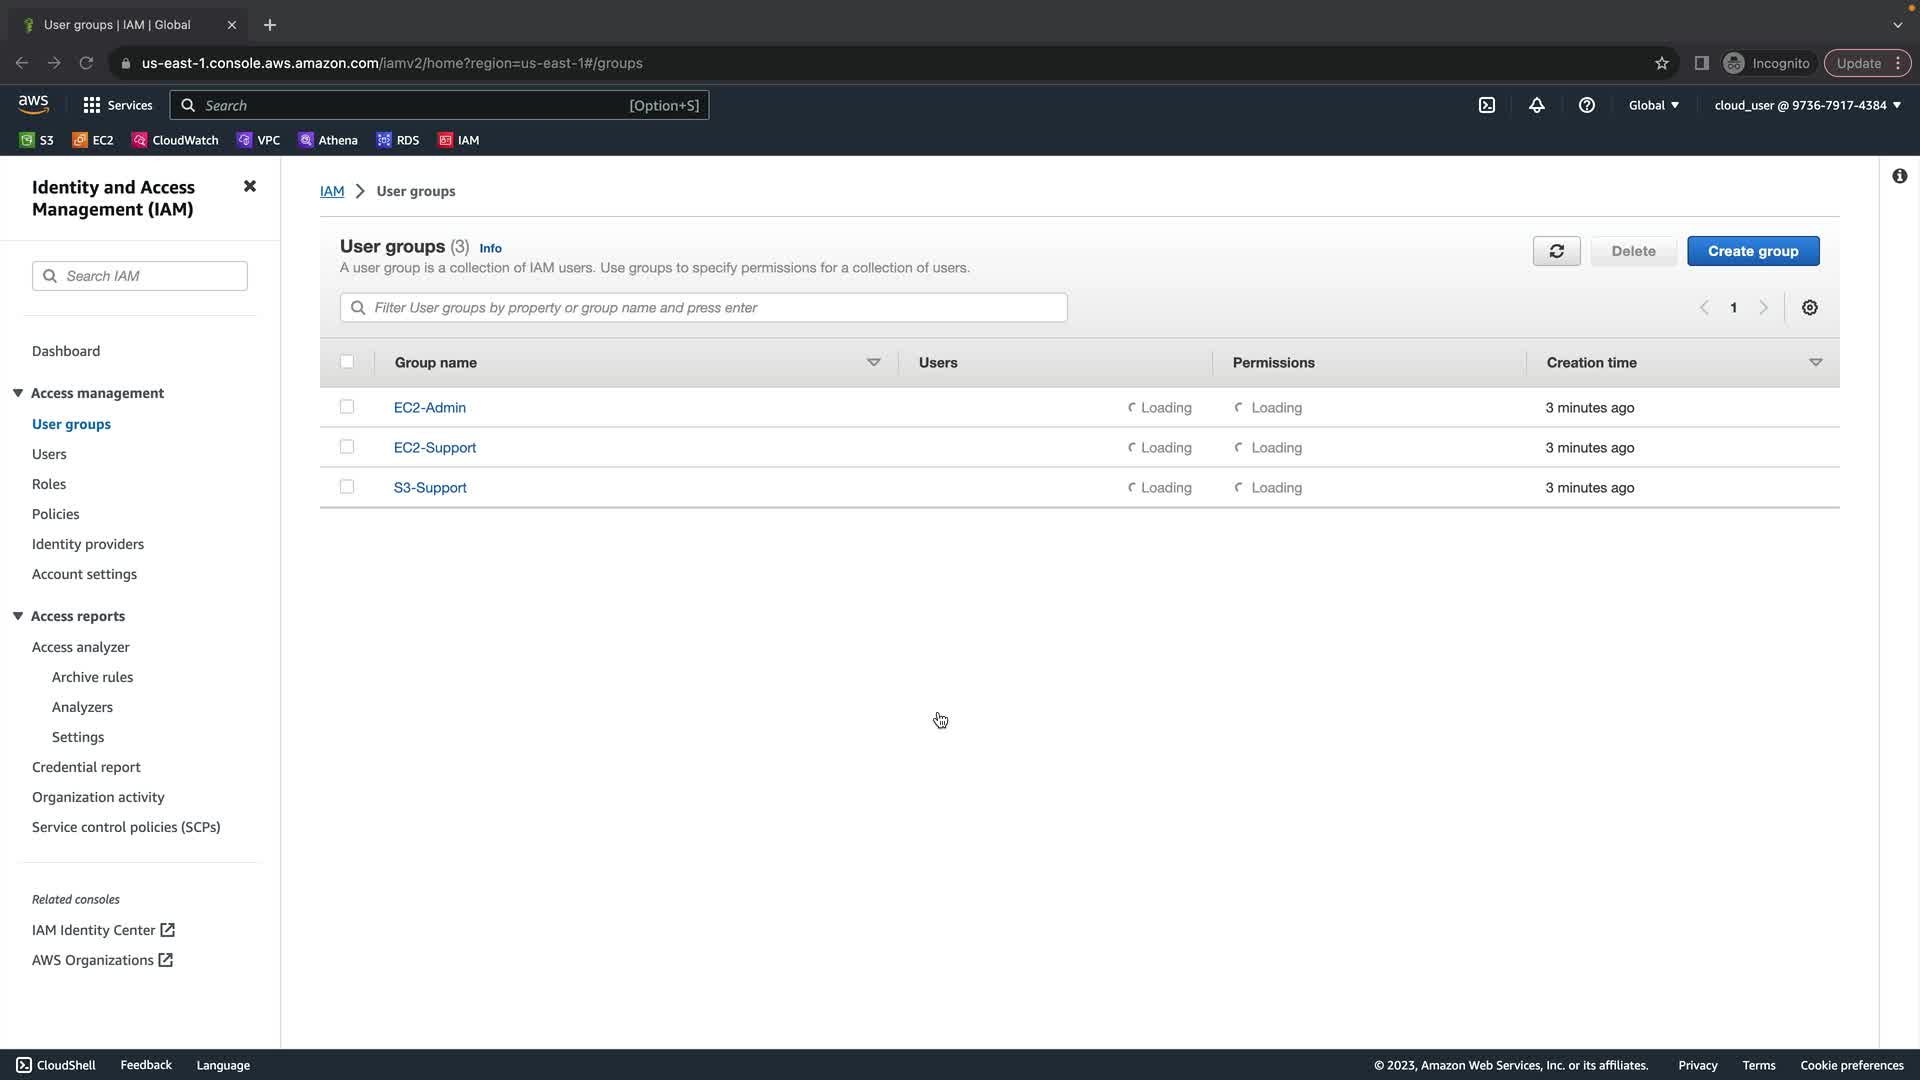 User groups | IAM | Global
us-east-1.console.aws.amazon.com/iamv2/home?region=us-east-1#/groups
Incognito
Update
aws
Services
Search
[Option+S]
Global
cloud_user @ 9736-7917-4384
S3
EC2
CloudWatch
VPC
Athena
RDS
IAM
Identity and Access
Management (IAM)
Search IAM
Dashboard
Access management
User groups
Users
Roles
Policies
Identity providers
Account settings
Access reports
Access analyzer
Archive rules
Analyzers
Settings
Credential report
Organization activity
Service control policies (SCPs)
Related consoles
IAM Identity Center
AWS Organizations
IAM > User groups
User groups (3) Info
A user group is a collection of IAM users. Use groups to specify permissions for a collection of users.
Delete
Create group
Filter User groups by property or group name and press enter
1
Group name Users Permissions Creation time
EC2-Admin Loading Loading 3 minutes ago
EC2-Support Loading Loading 3 minutes ago
S3-Support Loading Loading 3 minutes ago
CloudShell
Feedback
Language
© 2023, Amazon Web Services, Inc. or its affiliates.
Privacy
Terms
Cookie preferences